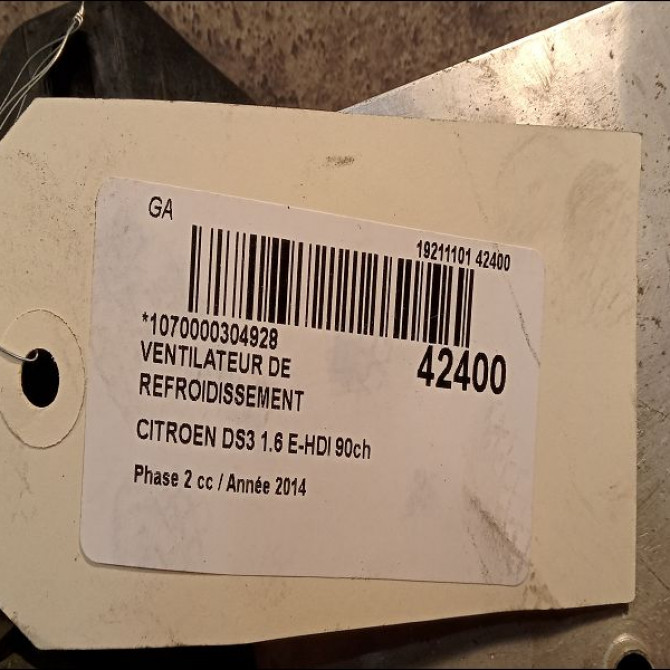 GA
19211101 42400
*1070000304928
42400
VENTILATEUR DE
REFROIDISSEMENT
CITROEN DS3 1.6 E-HDI 90ch
Phase 2 cc / Année 2014